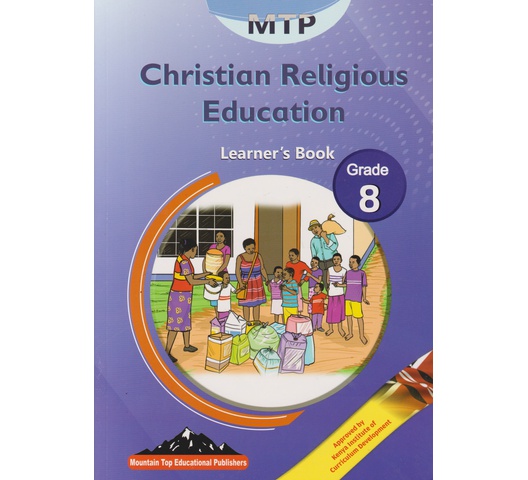 MTP
Christian Religious
Education
Learner's Book
Grade
8
Approved by
Kenya Institute of
Curriculum Development
Mountain Top Educational Publishers